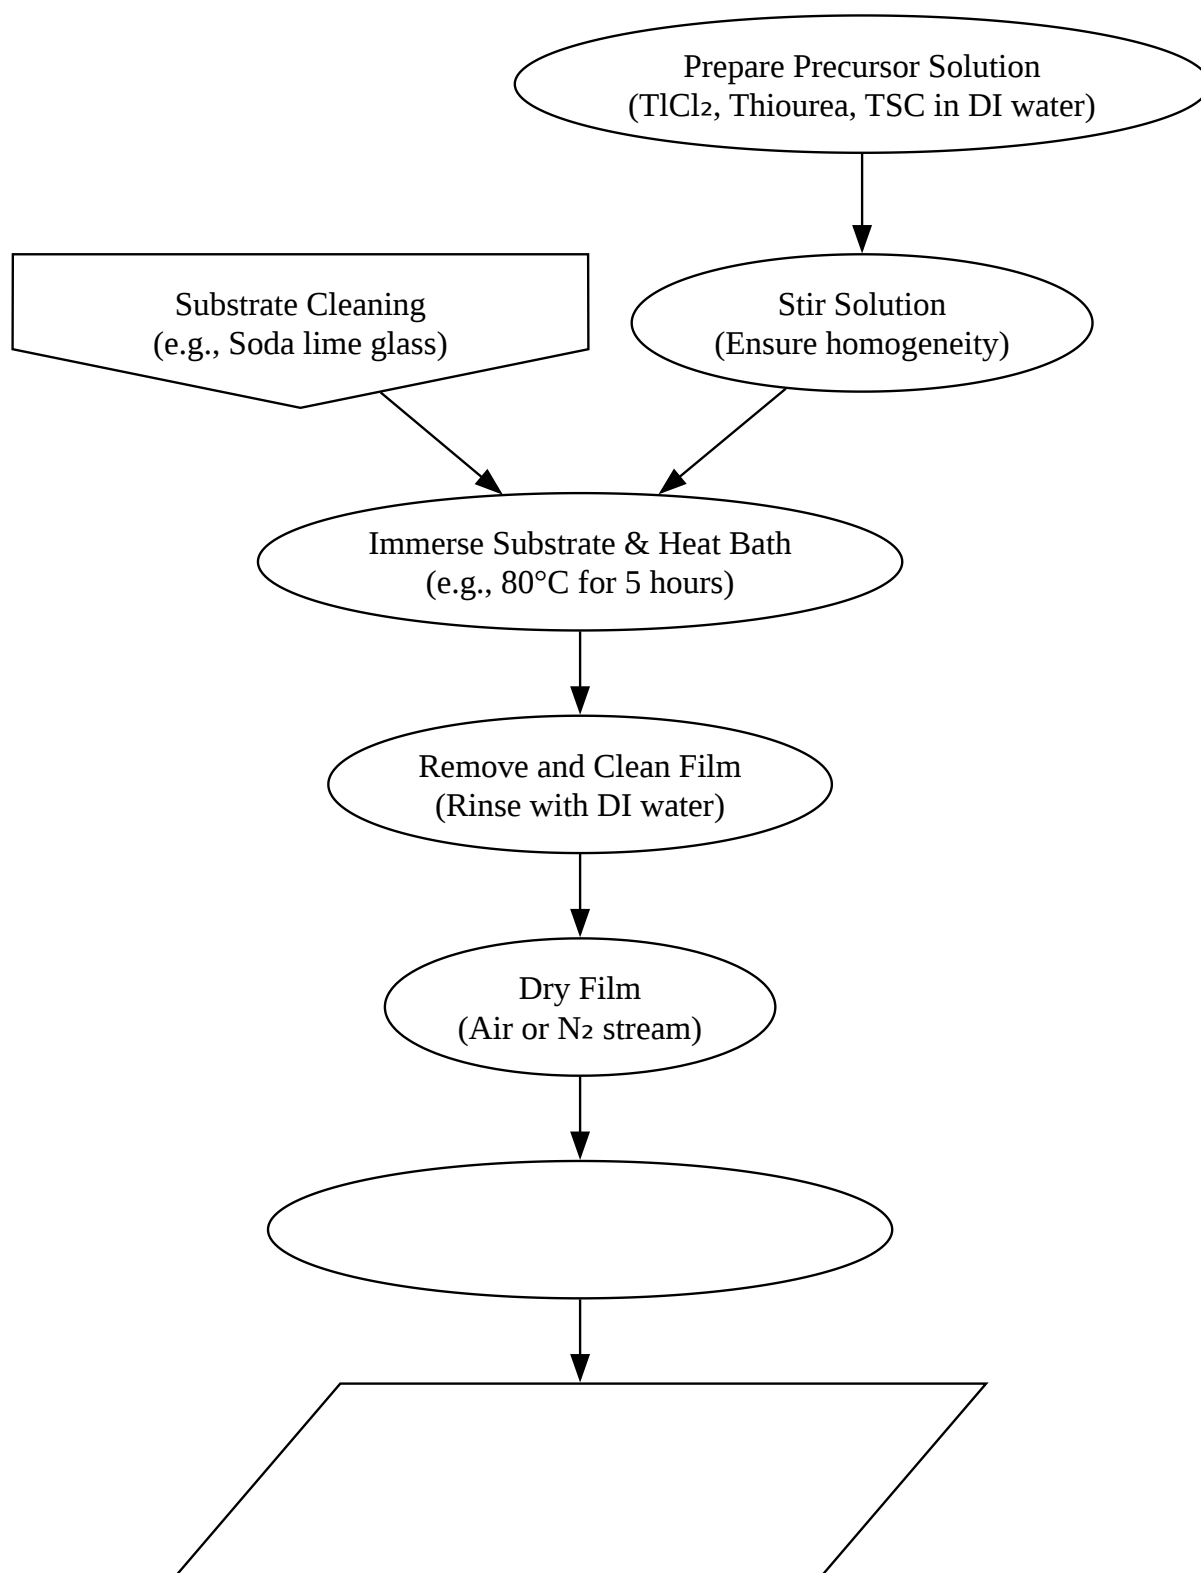 Prepare Precursor Solution
(TlCl₂, Thiourea, TSC in DI water)
Substrate Cleaning
(e.g., Soda lime glass)
Stir Solution
(Ensure homogeneity)
Immerse Substrate & Heat Bath
(e.g., 80°C for 5 hours)
Remove and Clean Film
(Rinse with DI water)
Dry Film
(Air or N₂ stream)